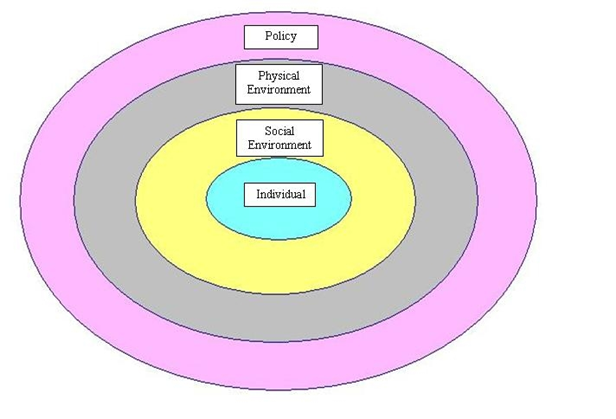 Policy
Physical
Environment
Social
Environment
Individual